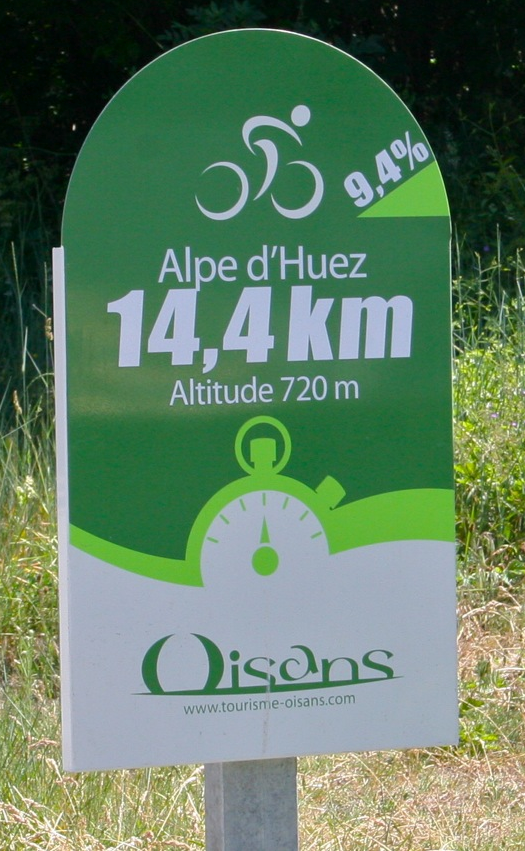 9,4%
Alpe d'Huez
14,4 km
Altitude 720 m
Oisans
www.tourisme-oisans.com